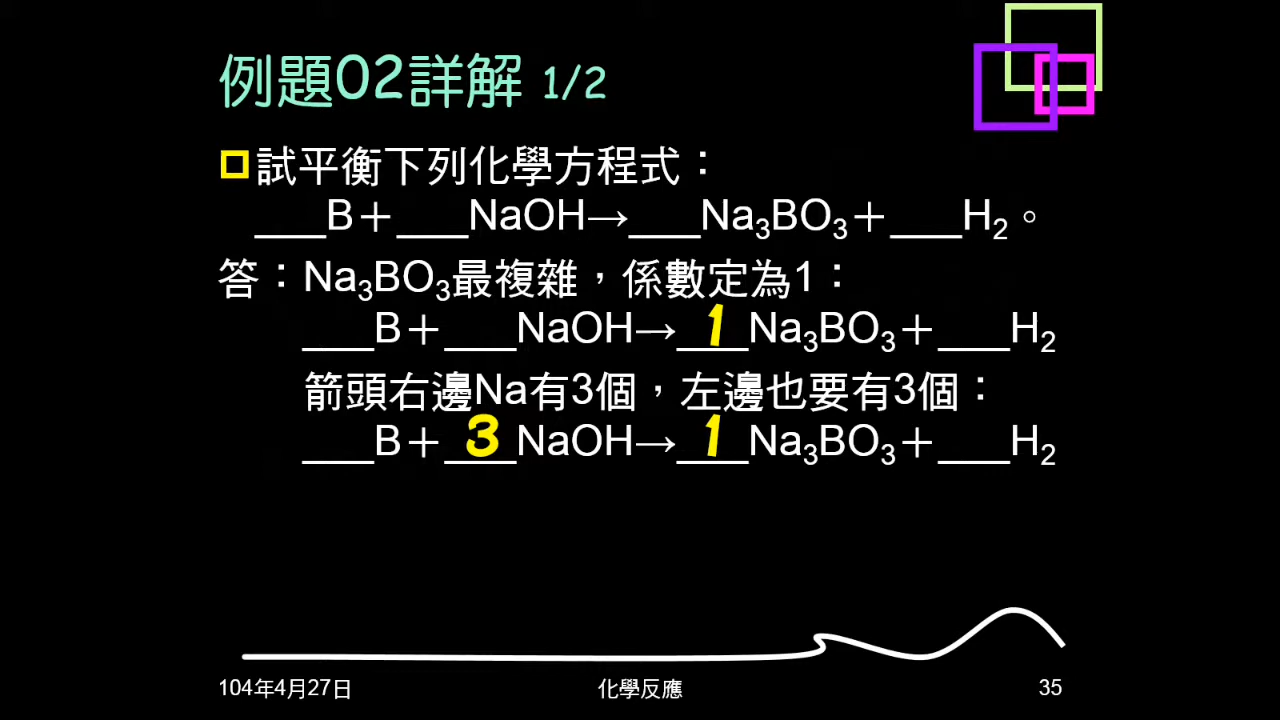 例題02詳解 1/2
試平衡下列化學方程式：
___B＋___NaOH→___Na₃BO₃＋___H₂。
答：Na₃BO₃最複雜，係數定為1：
___B＋___NaOH→_1_Na₃BO₃＋___H₂
箭頭右邊Na有3個，左邊也要有3個：
___B＋_3_NaOH→_1_Na₃BO₃＋___H₂
104年4月27日 化學反應 35